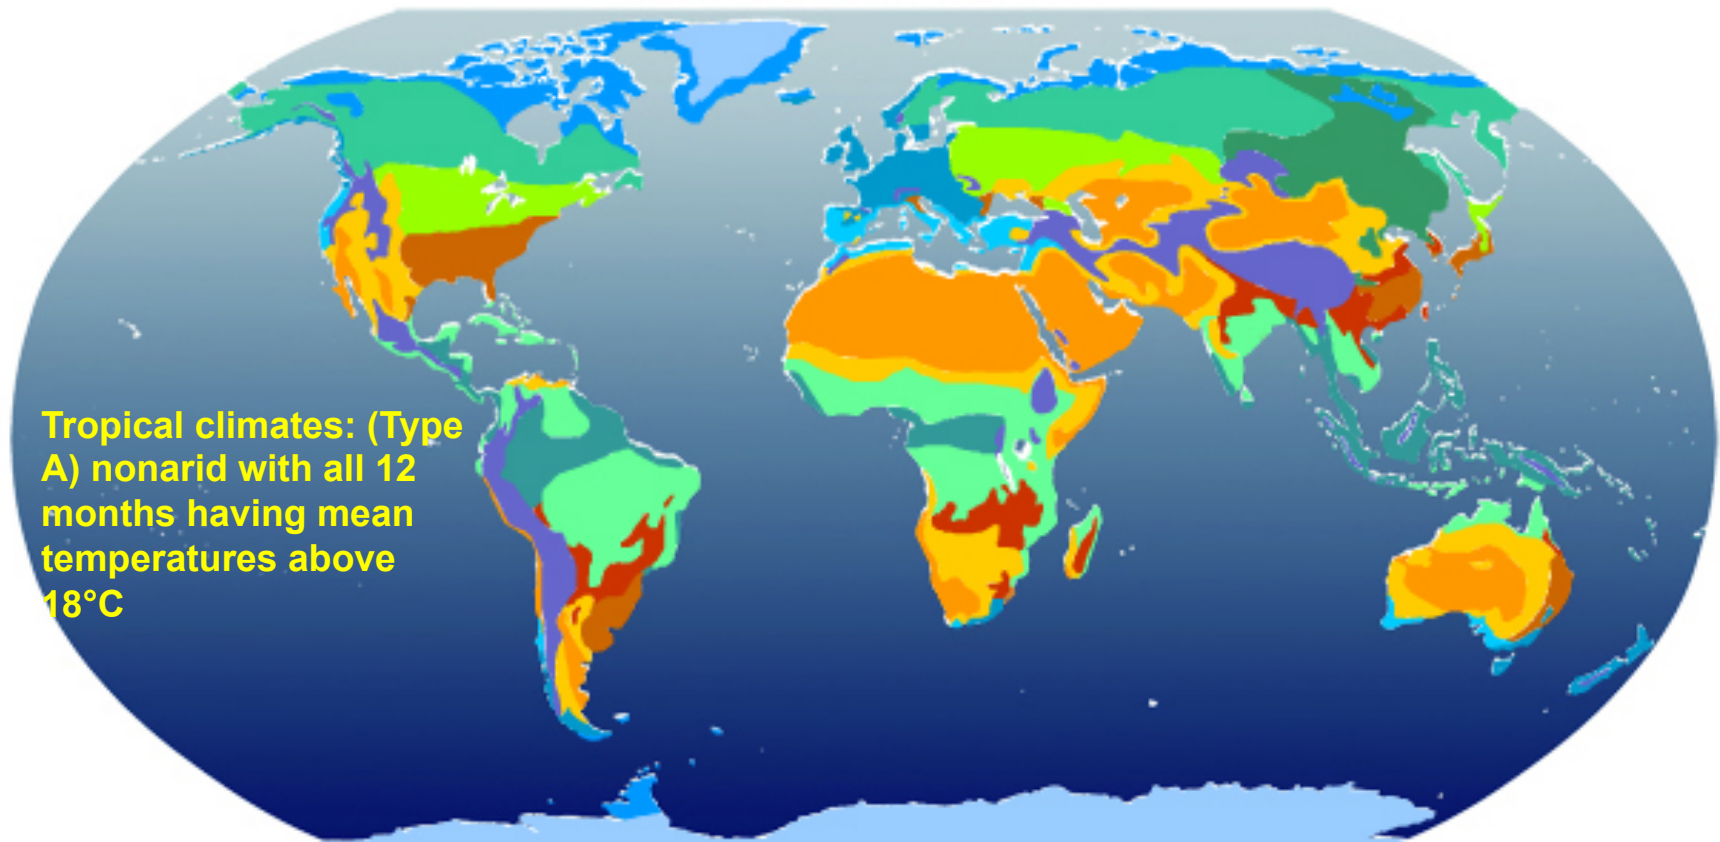 Tropical climates: (Type
A) nonarid with all 12
months having mean
temperatures above
18°C